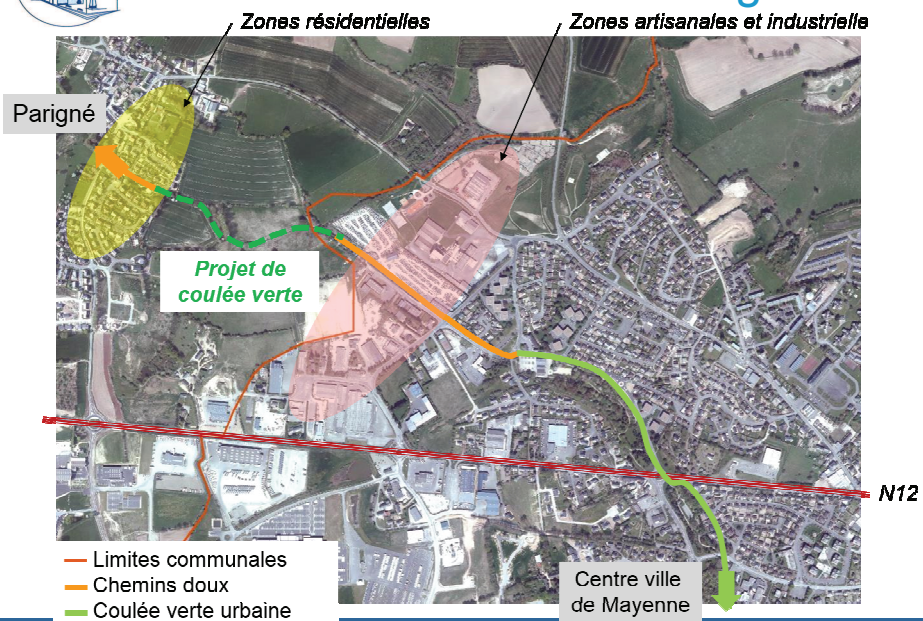 Zones résidentielles
Zones artisanales et industrielle
Parigné
Projet de
coulée verte
N12
Limites communales
Chemins doux
Coulée verte urbaine
Centre ville
de Mayenne